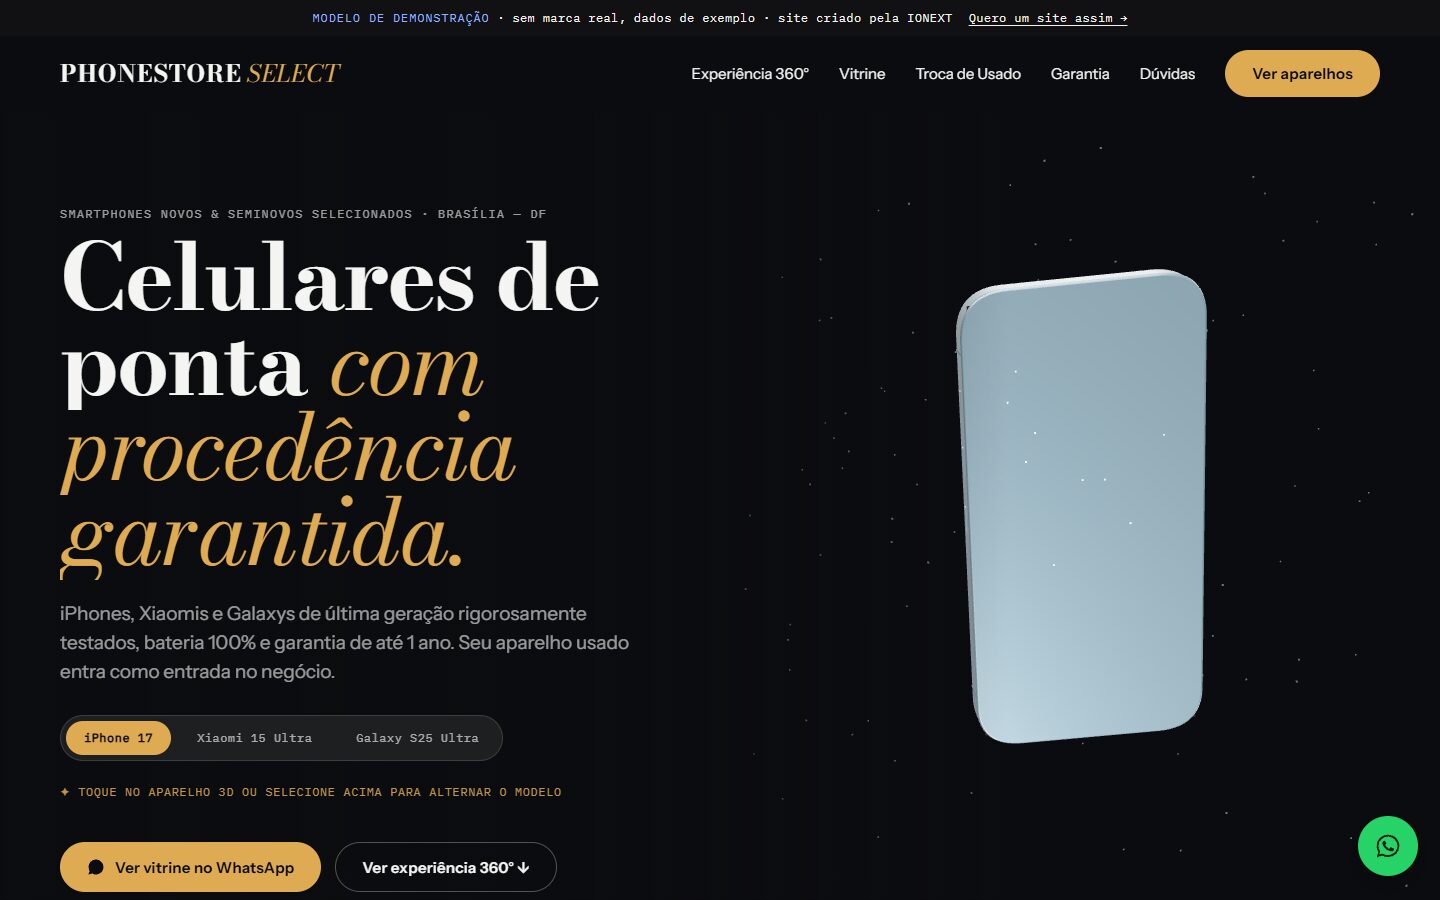 MODELO DE DEMONSTRAÇÃO · sem marca real, dados de exemplo · site criado pela IONEXT Quero um site assim →
PHONESTORE SELECT
Experiência 360° Vitrine Troca de Usado Garantia Dúvidas Ver aparelhos
SMARTPHONES NOVOS & SEMINOVOS SELECIONADOS · BRASÍLIA — DF
Celulares de
ponta com
procedência
garantida.
iPhones, Xiaomis e Galaxys de última geração rigorosamente
testados, bateria 100% e garantia de até 1 ano. Seu aparelho usado
entra como entrada no negócio.
iPhone 17 Xiaomi 15 Ultra Galaxy S25 Ultra
✦ TOQUE NO APARELHO 3D OU SELECIONE ACIMA PARA ALTERNAR O MODELO
Ver vitrine no WhatsApp Ver experiência 360° ↓